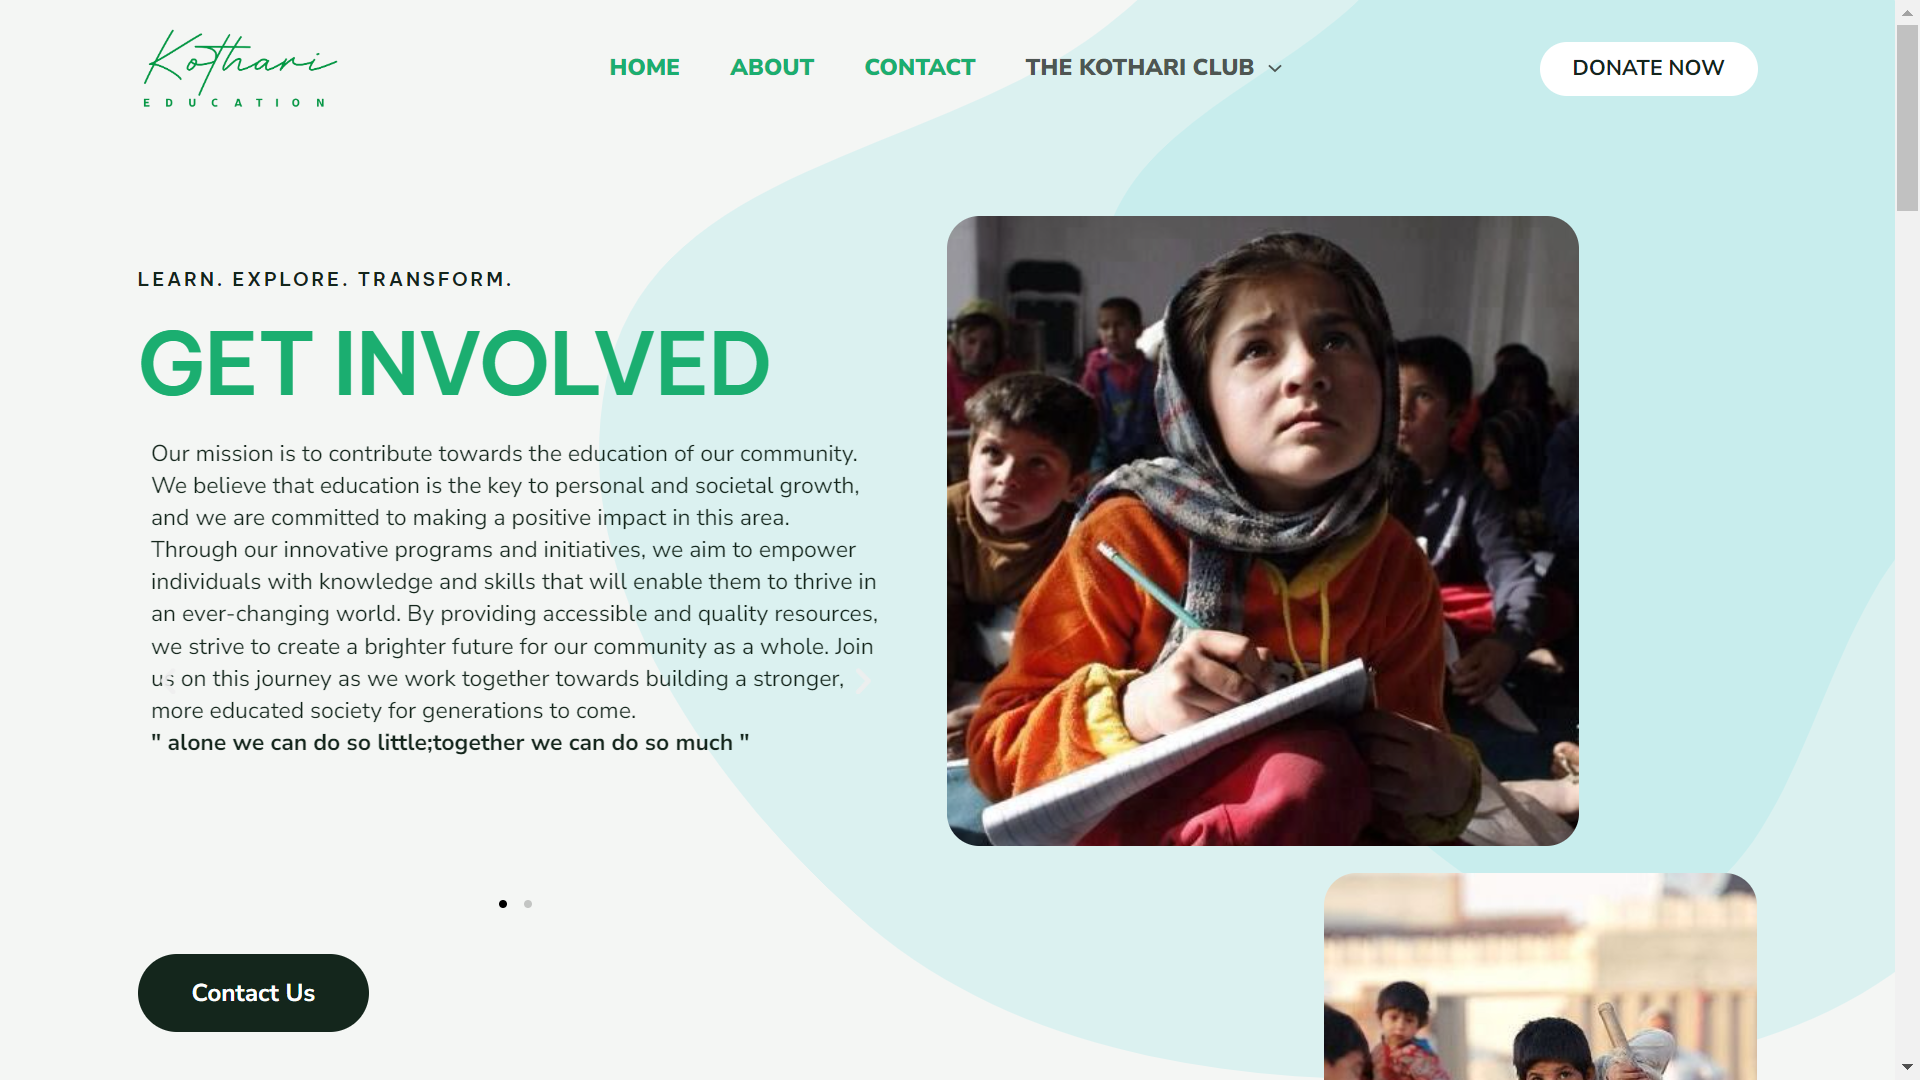 Kothari
EDUCATION
HOME
ABOUT
CONTACT
THE KOTHARI CLUB
DONATE NOW
LEARN. EXPLORE. TRANSFORM.
GET INVOLVED
Our mission is to contribute towards the education of our community.
We believe that education is the key to personal and societal growth,
and we are committed to making a positive impact in this area.
Through our innovative programs and initiatives, we aim to empower
individuals with knowledge and skills that will enable them to thrive in
an ever-changing world. By providing accessible and quality resources,
we strive to create a brighter future for our community as a whole. Join
us on this journey as we work together towards building a stronger,
more educated society for generations to come.
" alone we can do so little;together we can do so much "
Contact Us